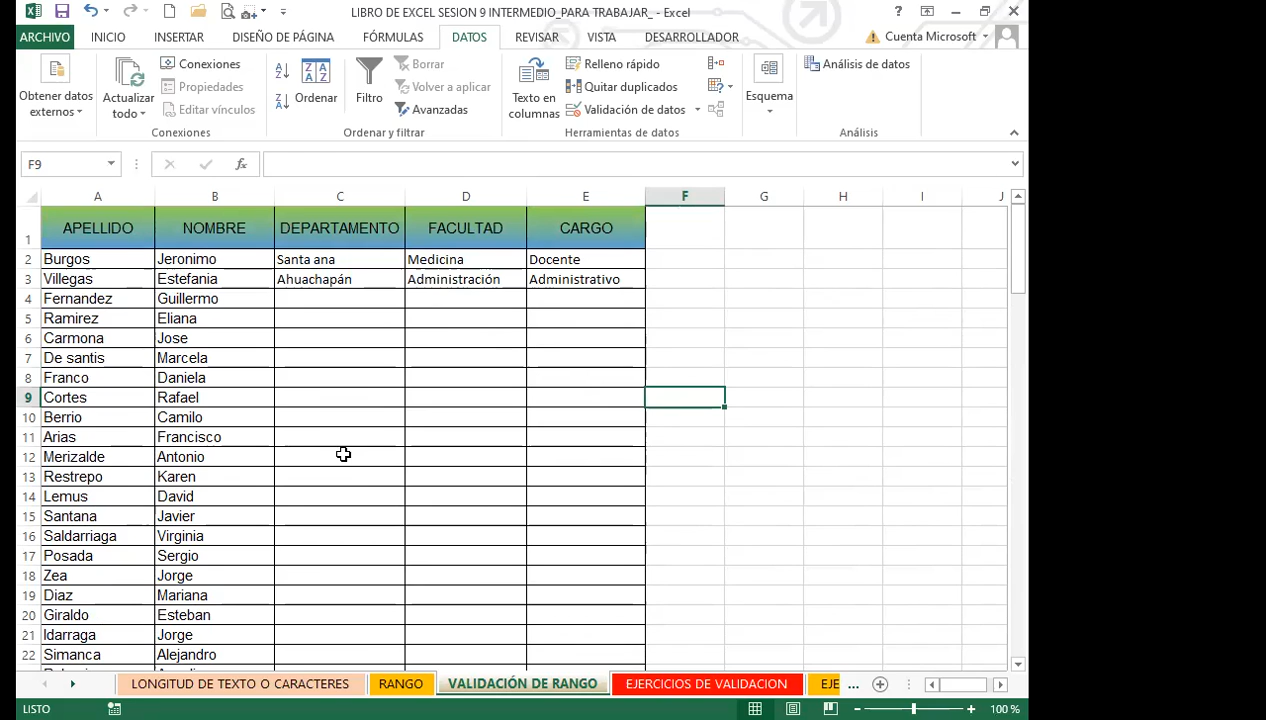 LIBRO DE EXCEL SESION 9 INTERMEDIO_PARA TRABAJAR_ - Excel
ARCHIVO INICIO INSERTAR DISEÑO DE PÁGINA FÓRMULAS DATOS REVISAR VISTA DESARROLLADOR Cuenta Microsoft
Obtener datos externos
Actualizar todo
Conexiones
Propiedades
Editar vínculos
Conexiones
Ordenar
Filtro
Borrar
Volver a aplicar
Avanzadas
Ordenar y filtrar
Texto en columnas
Relleno rápido
Quitar duplicados
Validación de datos
Herramientas de datos
Esquema
Análisis de datos
Análisis
F9
A B C D E F G H I J
1 APELLIDO NOMBRE DEPARTAMENTO FACULTAD CARGO
2 Burgos Jeronimo Santa ana Medicina Docente
3 Villegas Estefania Ahuachapán Administración Administrativo
4 Fernandez Guillermo
5 Ramirez Eliana
6 Carmona Jose
7 De santis Marcela
8 Franco Daniela
9 Cortes Rafael
10 Berrio Camilo
11 Arias Francisco
12 Merizalde Antonio
13 Restrepo Karen
14 Lemus David
15 Santana Javier
16 Saldarriaga Virginia
17 Posada Sergio
18 Zea Jorge
19 Diaz Mariana
20 Giraldo Esteban
21 Idarraga Jorge
22 Simanca Alejandro
LONGITUD DE TEXTO O CARACTERES RANGO VALIDACIÓN DE RANGO EJERCICIOS DE VALIDACION EJE ...
LISTO 100 %